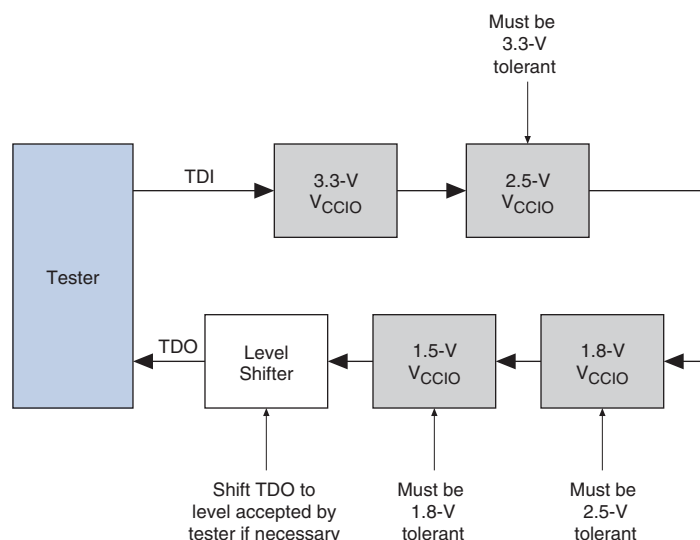 Must be
3.3-V
tolerant
TDI
3.3-V
VCCIO
2.5-V
VCCIO
Tester
TDO
Level
Shifter
1.5-V
VCCIO
1.8-V
VCCIO
Shift TDO to
level accepted by
tester if necessary
Must be
1.8-V
tolerant
Must be
2.5-V
tolerant